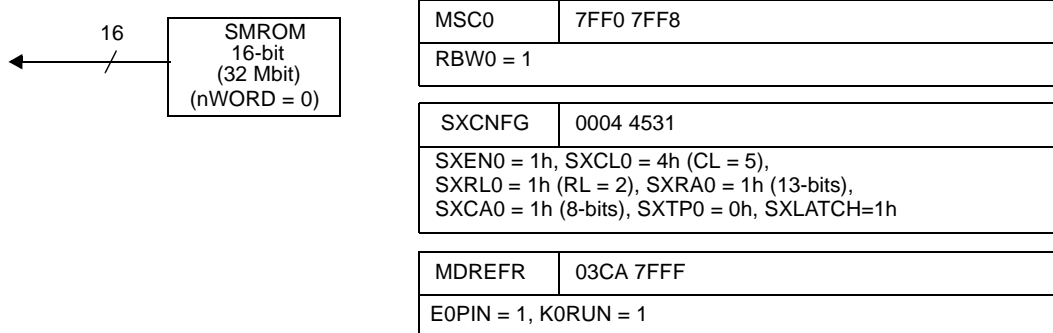 16
SMROM
16-bit
(32 Mbit)
(nWORD = 0)
MSC0 7FF0 7FF8
RBW0 = 1
SXCNFG 0004 4531
SXEN0 = 1h, SXCL0 = 4h (CL = 5),
SXRL0 = 1h (RL = 2), SXRA0 = 1h (13-bits),
SXCA0 = 1h (8-bits), SXTP0 = 0h, SXLATCH=1h
MDREFR 03CA 7FFF
E0PIN = 1, K0RUN = 1